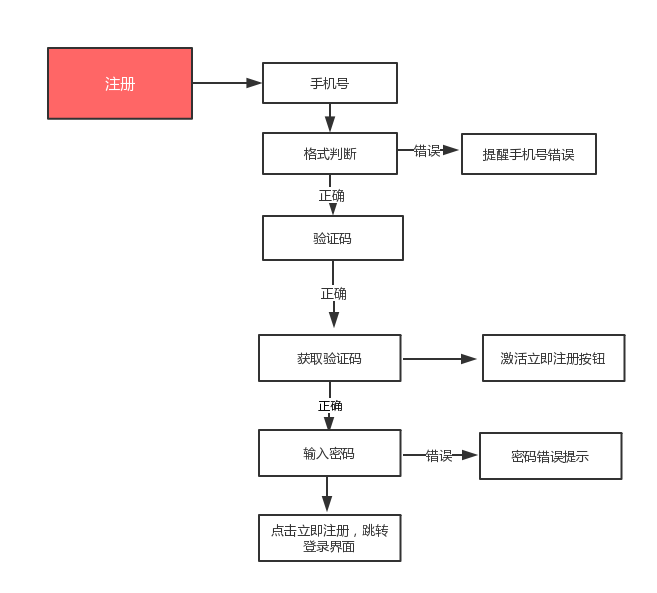 注册
手机号
格式判断
错误
提醒手机号错误
正确
验证码
正确
获取验证码
激活立即注册按钮
正确
输入密码
错误
密码错误提示
点击立即注册，跳转
登录界面